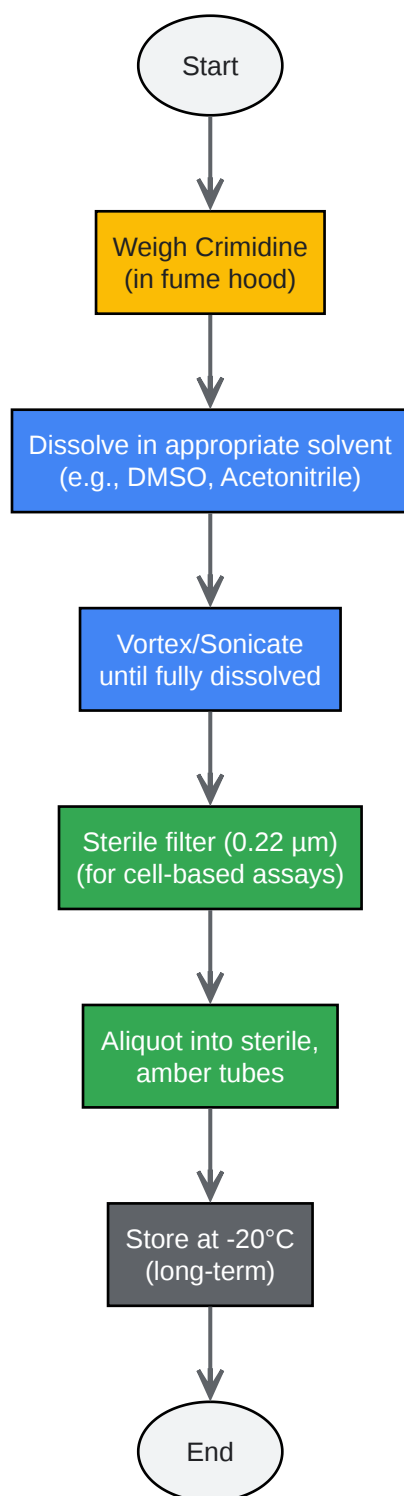 Start
Weigh Crimidine
(in fume hood)
Dissolve in appropriate solvent
(e.g., DMSO, Acetonitrile)
Vortex/Sonicate
until fully dissolved
Sterile filter (0.22 µm)
(for cell-based assays)
Aliquot into sterile,
amber tubes
Store at -20°C
(long-term)
End